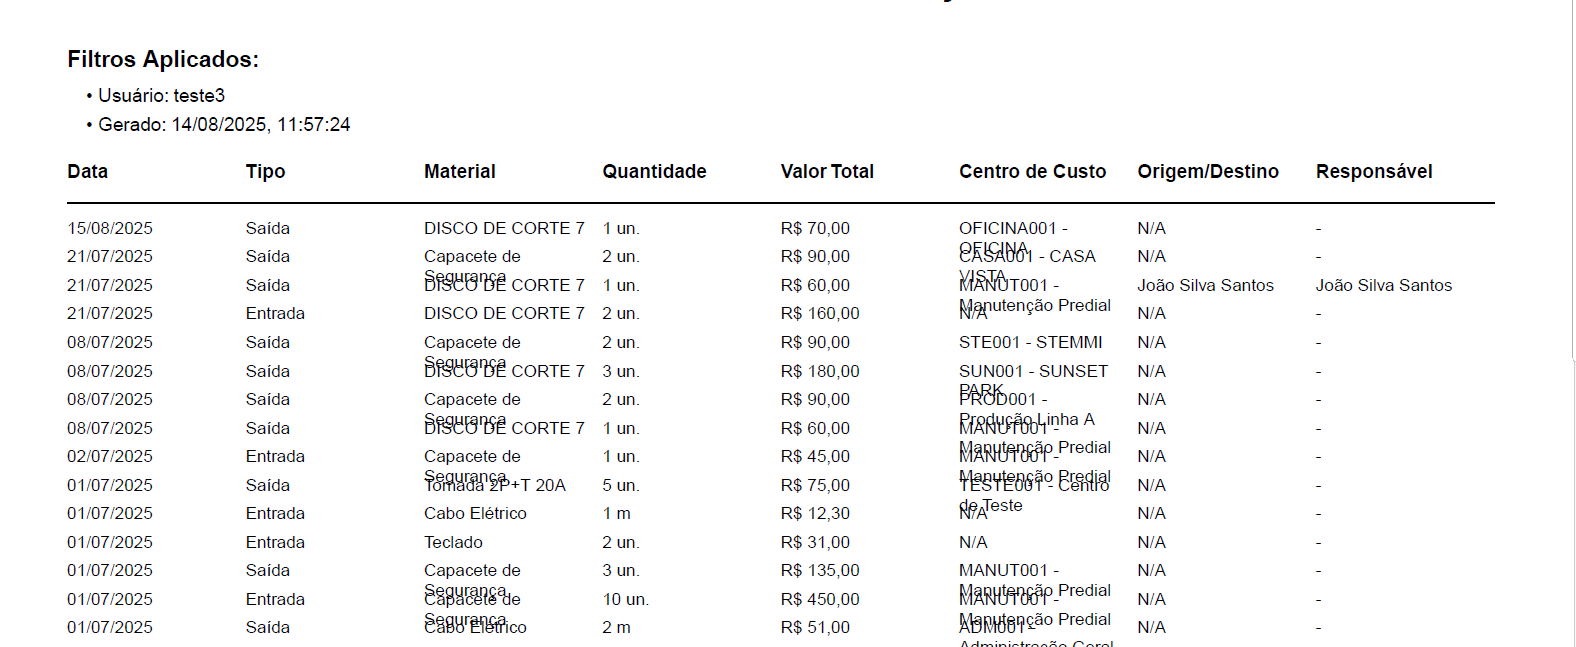 Filtros Aplicados:
• Usuário: teste3
• Gerado: 14/08/2025, 11:57:24
Data Tipo Material Quantidade Valor Total Centro de Custo Origem/Destino Responsável
15/08/2025 Saída DISCO DE CORTE 7 1 un. R$ 70,00 OFICINA001 - N/A -
OFICINA
21/07/2025 Saída Capacete de 2 un. R$ 90,00 CASA001 - CASA N/A -
Segurança VISTA
21/07/2025 Saída DISCO DE CORTE 7 1 un. R$ 60,00 MANUT001 - João Silva Santos João Silva Santos
Manutenção Predial
21/07/2025 Entrada DISCO DE CORTE 7 2 un. R$ 160,00 N/A N/A -
08/07/2025 Saída Capacete de 2 un. R$ 90,00 STE001 - STEMMI N/A -
Segurança
08/07/2025 Saída DISCO DE CORTE 7 3 un. R$ 180,00 SUN001 - SUNSET N/A -
PARK
08/07/2025 Saída Capacete de 2 un. R$ 90,00 PROD001 - N/A -
Segurança Produção Linha A
08/07/2025 Saída DISCO DE CORTE 7 1 un. R$ 60,00 MANUT001 - N/A -
Manutenção Predial
02/07/2025 Entrada Capacete de 1 un. R$ 45,00 MANUT001 - N/A -
Segurança Manutenção Predial
01/07/2025 Saída Tomada 2P+T 20A 5 un. R$ 75,00 TESTE001 - Centro N/A -
de Teste
01/07/2025 Entrada Cabo Elétrico 1 m R$ 12,30 N/A N/A -
01/07/2025 Entrada Teclado 2 un. R$ 31,00 N/A N/A -
01/07/2025 Saída Capacete de 3 un. R$ 135,00 MANUT001 - N/A -
Segurança Manutenção Predial
01/07/2025 Entrada Capacete de 10 un. R$ 450,00 MANUT001 - N/A -
Segurança Manutenção Predial
01/07/2025 Saída Cabo Elétrico 2 m R$ 51,00 ADM001 - N/A -
Administração Geral